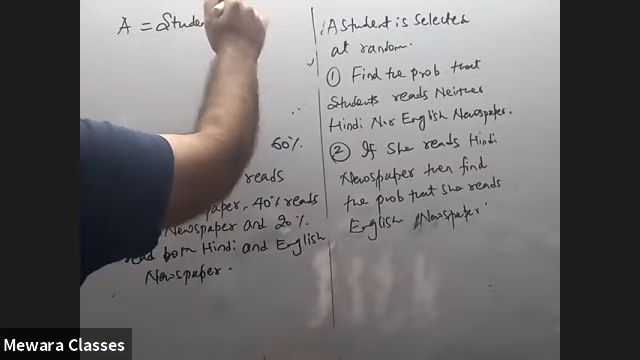 A = Stude
60%
reads
paper, 40% reads
Newspaper and 20%
read both Hindi and English
Newspaper.
A Student is Selected
at random.
① Find the prob that
Students reads Neither
Hindi Nor English Newspaper.
② If She reads Hindi
Newspaper then find
the prob that she reads
English Newspaper.
Mewara Classes